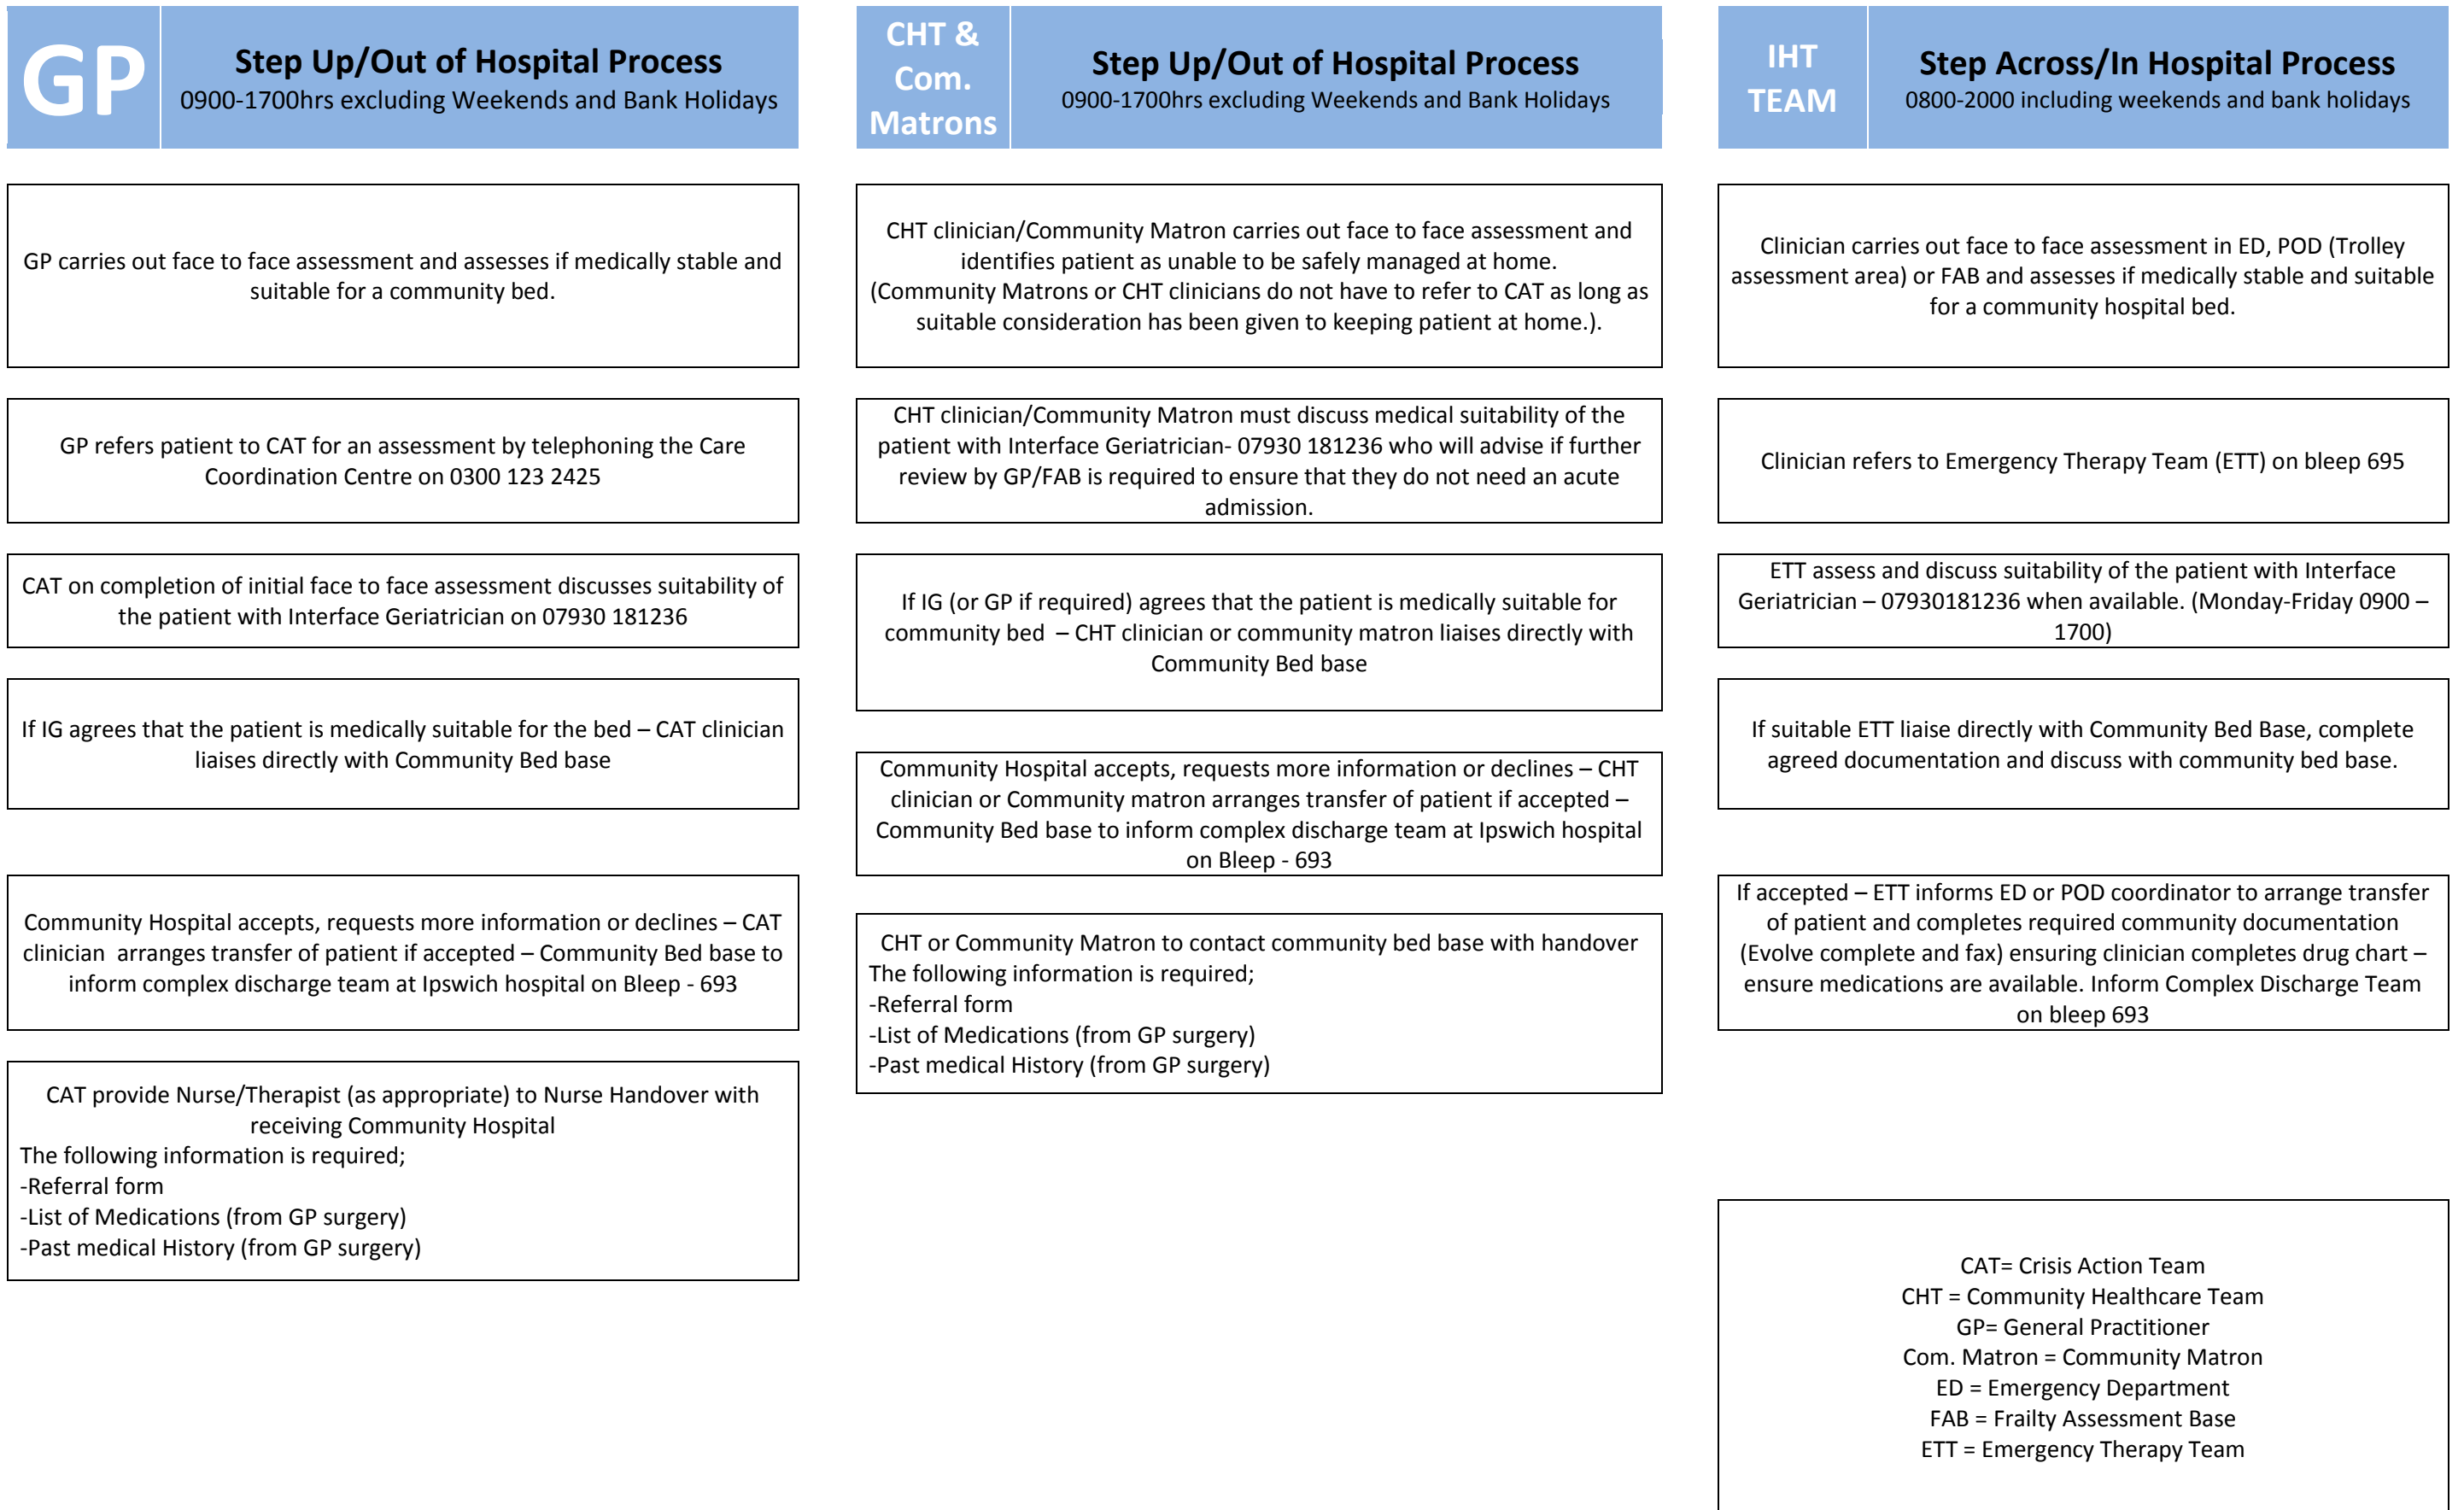 GP
Step Up/Out of Hospital Process
0900-1700hrs excluding Weekends and Bank Holidays
GP carries out face to face assessment and assesses if medically stable and
suitable for a community bed.
GP refers patient to CAT for an assessment by telephoning the Care
Coordination Centre on 0300 123 2425
CAT on completion of initial face to face assessment discusses suitability of
the patient with Interface Geriatrician on 07930 181236
If IG agrees that the patient is medically suitable for the bed – CAT clinician
liaises directly with Community Bed base
Community Hospital accepts, requests more information or declines – CAT
clinician arranges transfer of patient if accepted – Community Bed base to
inform complex discharge team at Ipswich hospital on Bleep - 693
CAT provide Nurse/Therapist (as appropriate) to Nurse Handover with
receiving Community Hospital
The following information is required;
-Referral form
-List of Medications (from GP surgery)
-Past medical History (from GP surgery)
CHT &
Com.
Matrons
Step Up/Out of Hospital Process
0900-1700hrs excluding Weekends and Bank Holidays
CHT clinician/Community Matron carries out face to face assessment and
identifies patient as unable to be safely managed at home.
(Community Matrons or CHT clinicians do not have to refer to CAT as long as
suitable consideration has been given to keeping patient at home.).
CHT clinician/Community Matron must discuss medical suitability of the
patient with Interface Geriatrician- 07930 181236 who will advise if further
review by GP/FAB is required to ensure that they do not need an acute
admission.
If IG (or GP if required) agrees that the patient is medically suitable for
community bed – CHT clinician or community matron liaises directly with
Community Bed base
Community Hospital accepts, requests more information or declines – CHT
clinician or Community matron arranges transfer of patient if accepted –
Community Bed base to inform complex discharge team at Ipswich hospital
on Bleep - 693
CHT or Community Matron to contact community bed base with handover
The following information is required;
-Referral form
-List of Medications (from GP surgery)
-Past medical History (from GP surgery)
IHT
TEAM
Step Across/In Hospital Process
0800-2000 including weekends and bank holidays
Clinician carries out face to face assessment in ED, POD (Trolley
assessment area) or FAB and assesses if medically stable and suitable
for a community hospital bed.
Clinician refers to Emergency Therapy Team (ETT) on bleep 695
ETT assess and discuss suitability of the patient with Interface
Geriatrician – 07930181236 when available. (Monday-Friday 0900 –
1700)
If suitable ETT liaise directly with Community Bed Base, complete
agreed documentation and discuss with community bed base.
If accepted – ETT informs ED or POD coordinator to arrange transfer
of patient and completes required community documentation
(Evolve complete and fax) ensuring clinician completes drug chart –
ensure medications are available. Inform Complex Discharge Team
on bleep 693
CAT= Crisis Action Team
CHT = Community Healthcare Team
GP= General Practitioner
Com. Matron = Community Matron
ED = Emergency Department
FAB = Frailty Assessment Base
ETT = Emergency Therapy Team